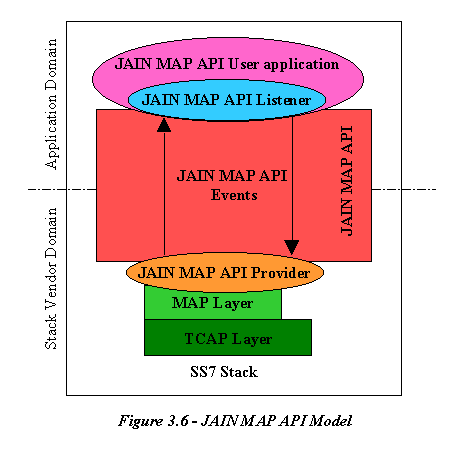 Application Domain
Stack Vendor Domain
JAIN MAP API User application
JAIN MAP API Listener
JAIN MAP API
Events
JAIN MAP API
JAIN MAP API Provider
MAP Layer
TCAP Layer
SS7 Stack
Figure 3.6 - JAIN MAP API Model